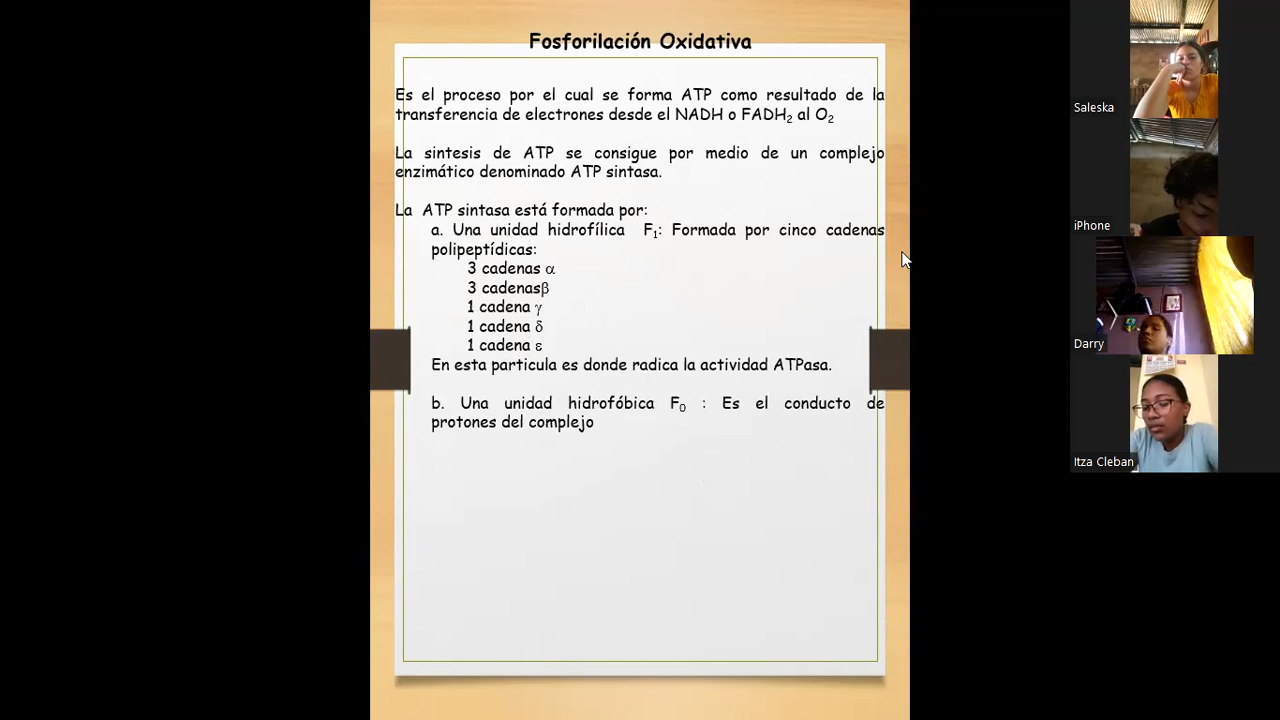 Fosforilación Oxidativa
Es el proceso por el cual se forma ATP como resultado de la
transferencia de electrones desde el NADH o FADH₂ al O₂
La sintesis de ATP se consigue por medio de un complejo
enzimático denominado ATP sintasa.
La ATP sintasa está formada por:
a. Una unidad hidrofílica F₁: Formada por cinco cadenas
polipeptídicas:
3 cadenas α
3 cadenasβ
1 cadena γ
1 cadena δ
1 cadena ε
En esta particula es donde radica la actividad ATPasa.
b. Una unidad hidrofóbica F₀ : Es el conducto de
protones del complejo
Saleska
iPhone
Darry
Itza Cleban